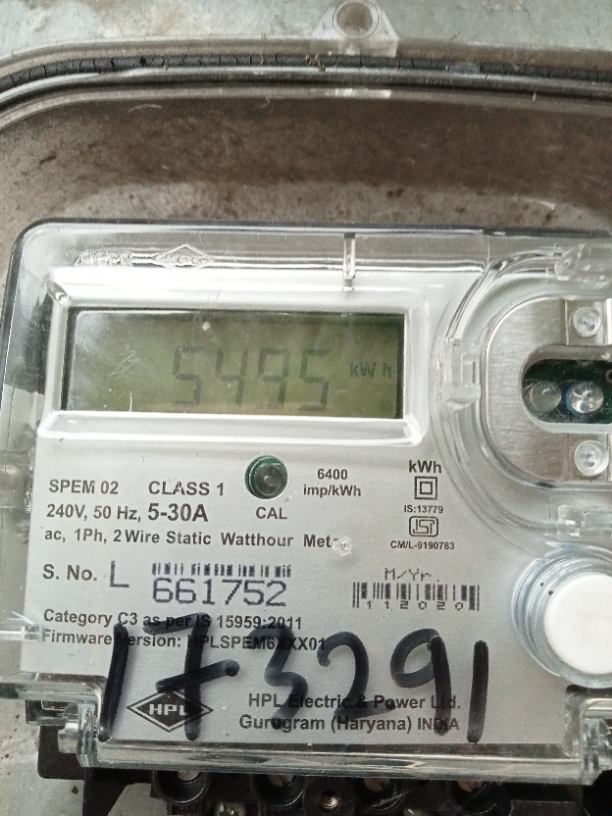 5495 kWh
6400
imp/kWh
kWh
SPEM 02 CLASS 1
240V, 50 Hz, 5-30A
CAL
IS:13779
CM/L-9190783
ac, 1Ph, 2 Wire Static Watthour Met
S. No. L 661752
M/Yr.
112020
Category C3 as per IS 15959:2011
Firmware Version: HPLSPEM6XXX01
173291
HPL
HPL Electric & Power Ltd.
Gurugram (Haryana) INDIA